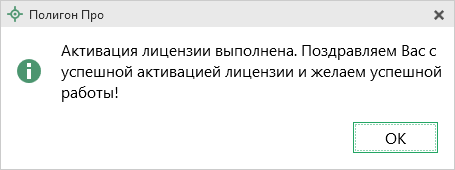 Полигон Про
Активация лицензии выполнена. Поздравляем Вас с
успешной активацией лицензии и желаем успешной
работы!
OK